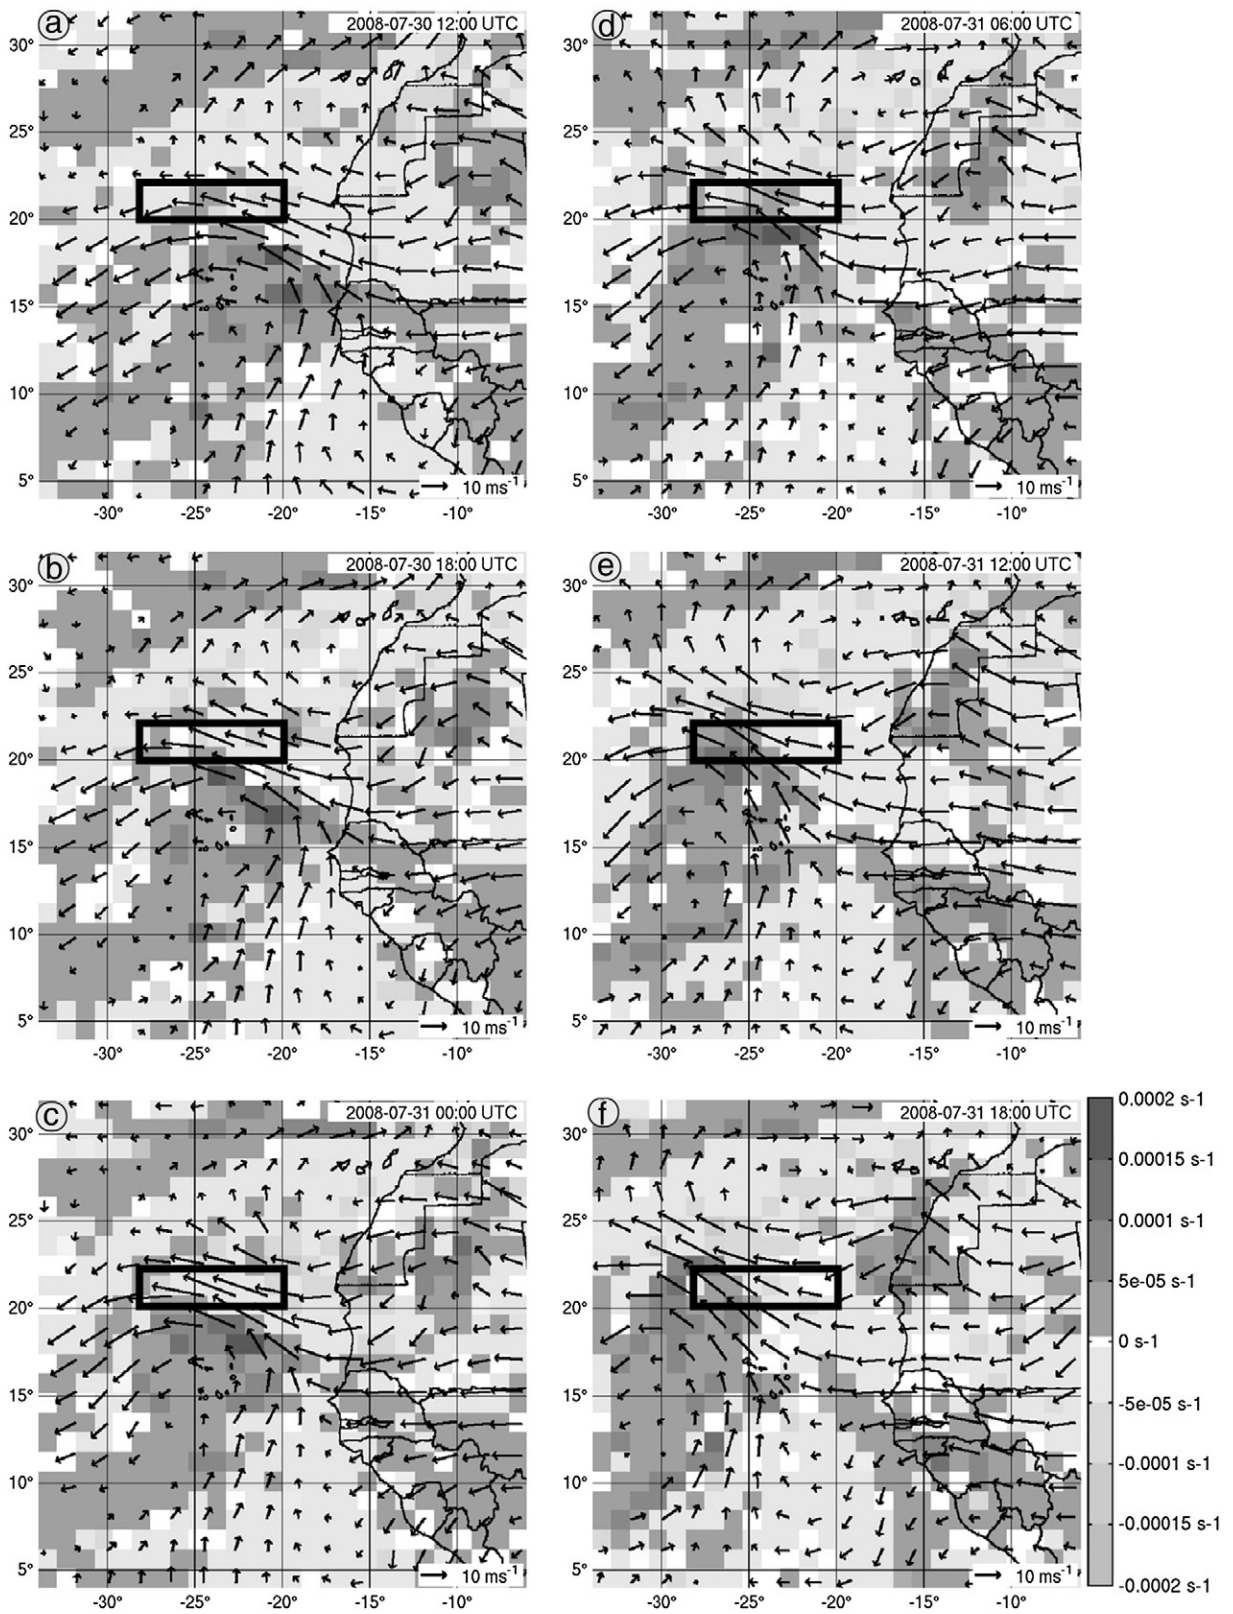 a
2008-07-30 12:00 UTC
30°
25°
20°
15°
10°
5°
10 ms-1
-30° -25° -20° -15° -10°
d
2008-07-31 06:00 UTC
30°
25°
20°
15°
10°
5°
10 ms-1
-30° -25° -20° -15° -10°
b
2008-07-30 18:00 UTC
30°
25°
20°
15°
10°
5°
10 ms-1
-30° -25° -20° -15° -10°
e
2008-07-31 12:00 UTC
30°
25°
20°
15°
10°
5°
10 ms-1
-30° -25° -20° -15° -10°
c
2008-07-31 00:00 UTC
30°
25°
20°
15°
10°
5°
10 ms-1
-30° -25° -20° -15° -10°
f
2008-07-31 18:00 UTC
30°
25°
20°
15°
10°
5°
10 ms-1
-30° -25° -20° -15° -10°
0.0002 s-1
0.00015 s-1
0.0001 s-1
5e-05 s-1
0 s-1
-5e-05 s-1
-0.0001 s-1
-0.00015 s-1
-0.0002 s-1